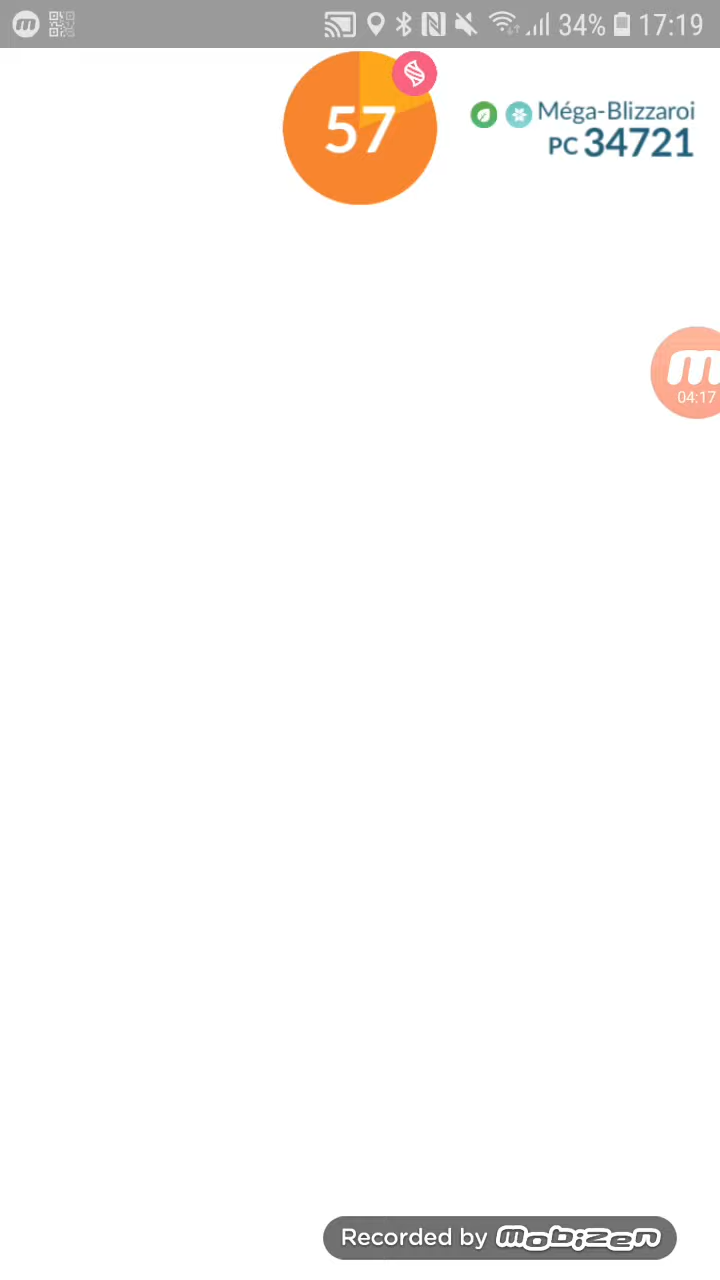 34% 17:19
57
Méga-Blizzaroi
PC 34721
m
04:17
Recorded by mobizen